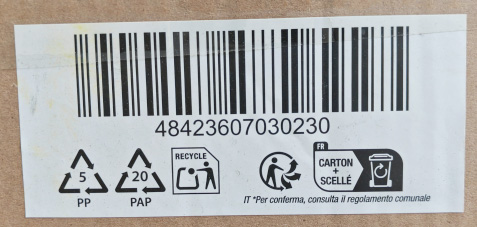 48423607030230
5
PP
20
PAP
RECYCLE
FR
CARTON
+
SCELLÉ
IT *Per conferma, consulta il regolamento comunale